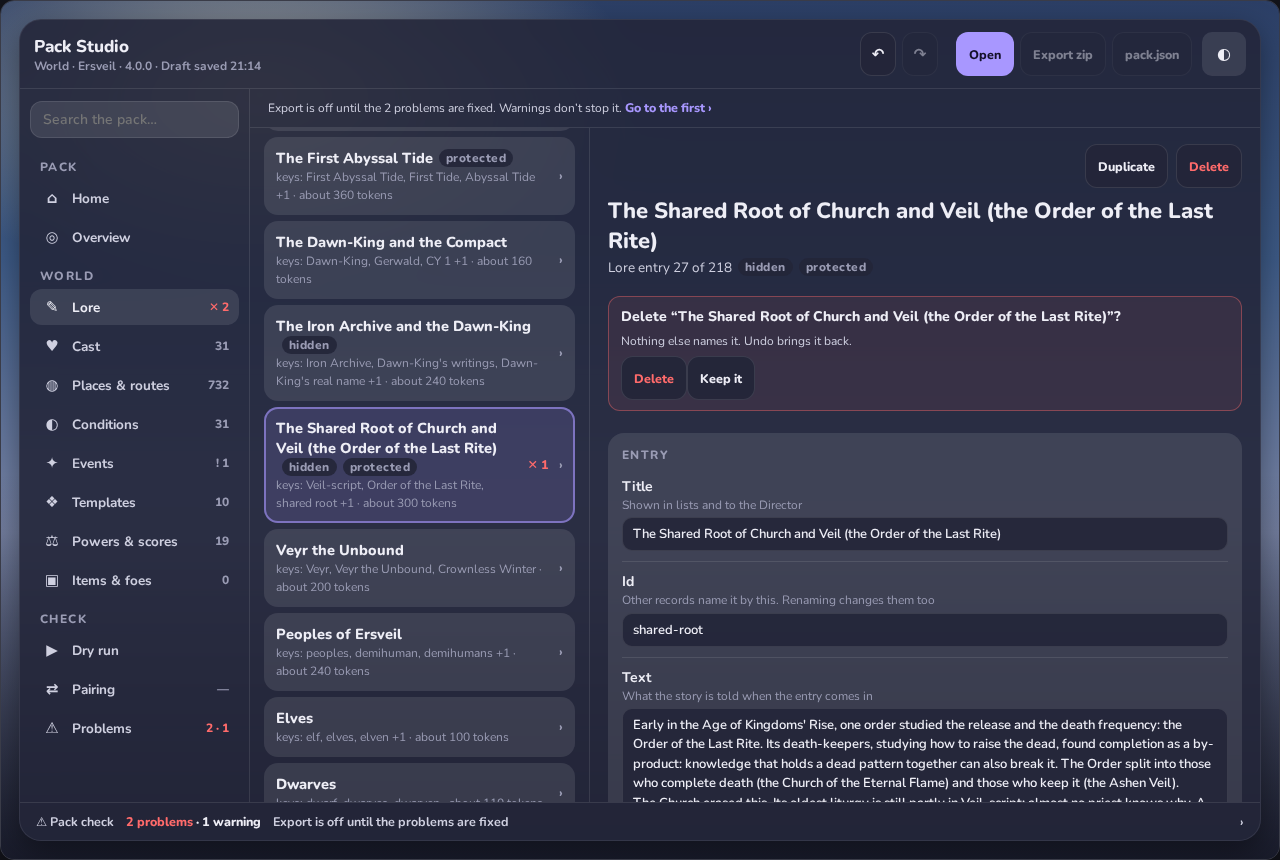 Pack Studio
World · Ersveil · 4.0.0 · Draft saved 21:14
Open
Export zip
pack.json
Search the pack...
PACK
Home
Overview
WORLD
Lore × 2
Cast 31
Places & routes 732
Conditions 31
Events ! 1
Templates 10
Powers & scores 19
Items & foes 0
CHECK
Dry run
Pairing —
Problems 2 · 1
Export is off until the 2 problems are fixed. Warnings don't stop it. Go to the first ›
The First Abyssal Tide protected
keys: First Abyssal Tide, First Tide, Abyssal Tide
+1 · about 360 tokens
The Dawn-King and the Compact
keys: Dawn-King, Gerwald, CY 1 +1 · about 160
tokens
The Iron Archive and the Dawn-King
hidden
keys: Iron Archive, Dawn-King's writings, Dawn-
King's real name +1 · about 240 tokens
The Shared Root of Church and
Veil (the Order of the Last Rite)
hidden protected × 1
keys: Veil-script, Order of the Last Rite,
shared root +1 · about 300 tokens
Veyr the Unbound
keys: Veyr, Veyr the Unbound, Crownless Winter ·
about 200 tokens
Peoples of Ersveil
keys: peoples, demihuman, demihumans +1 ·
about 240 tokens
Elves
keys: elf, elves, elven +1 · about 100 tokens
Dwarves
Duplicate
Delete
The Shared Root of Church and Veil (the Order of the Last
Rite)
Lore entry 27 of 218 hidden protected
Delete “The Shared Root of Church and Veil (the Order of the Last Rite)”?
Nothing else names it. Undo brings it back.
Delete
Keep it
ENTRY
Title
Shown in lists and to the Director
The Shared Root of Church and Veil (the Order of the Last Rite)
Id
Other records name it by this. Renaming changes them too
shared-root
Text
What the story is told when the entry comes in
Early in the Age of Kingdoms' Rise, one order studied the release and the death frequency: the
Order of the Last Rite. Its death-keepers, studying how to raise the dead, found completion as a by-
product: knowledge that holds a dead pattern together can also break it. The Order split into those
who complete death (the Church of the Eternal Flame) and those who keep it (the Ashen Veil).
Pack check 2 problems · 1 warning Export is off until the problems are fixed